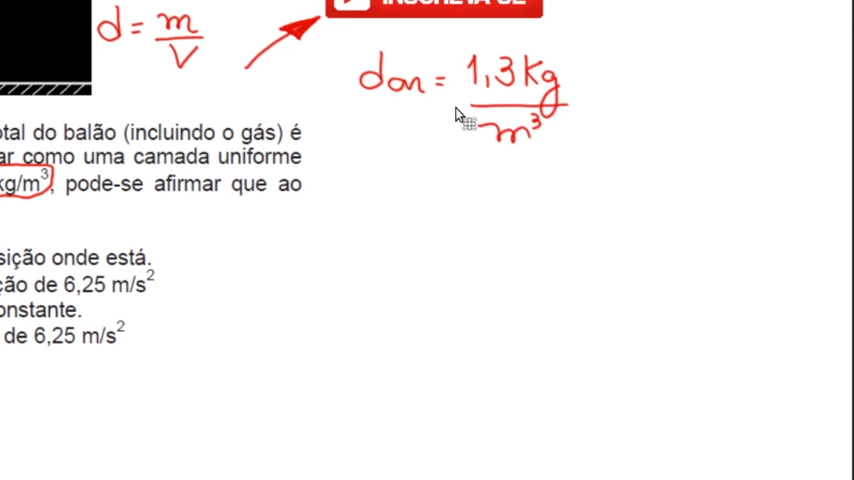 INSCREVA-SE
d = m/V
dar = 1,3 Kg/m³
otal do balão (incluindo o gás) é
ar como uma camada uniforme
kg/m³, pode-se afirmar que ao
sição onde está.
ção de 6,25 m/s²
onstante.
de 6,25 m/s²